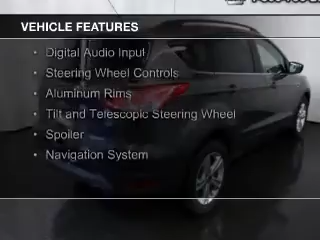 VEHICLE FEATURES
• Digital Audio Input
• Steering Wheel Controls
• Aluminum Rims
• Tilt and Telescopic Steering Wheel
• Spoiler
• Navigation System